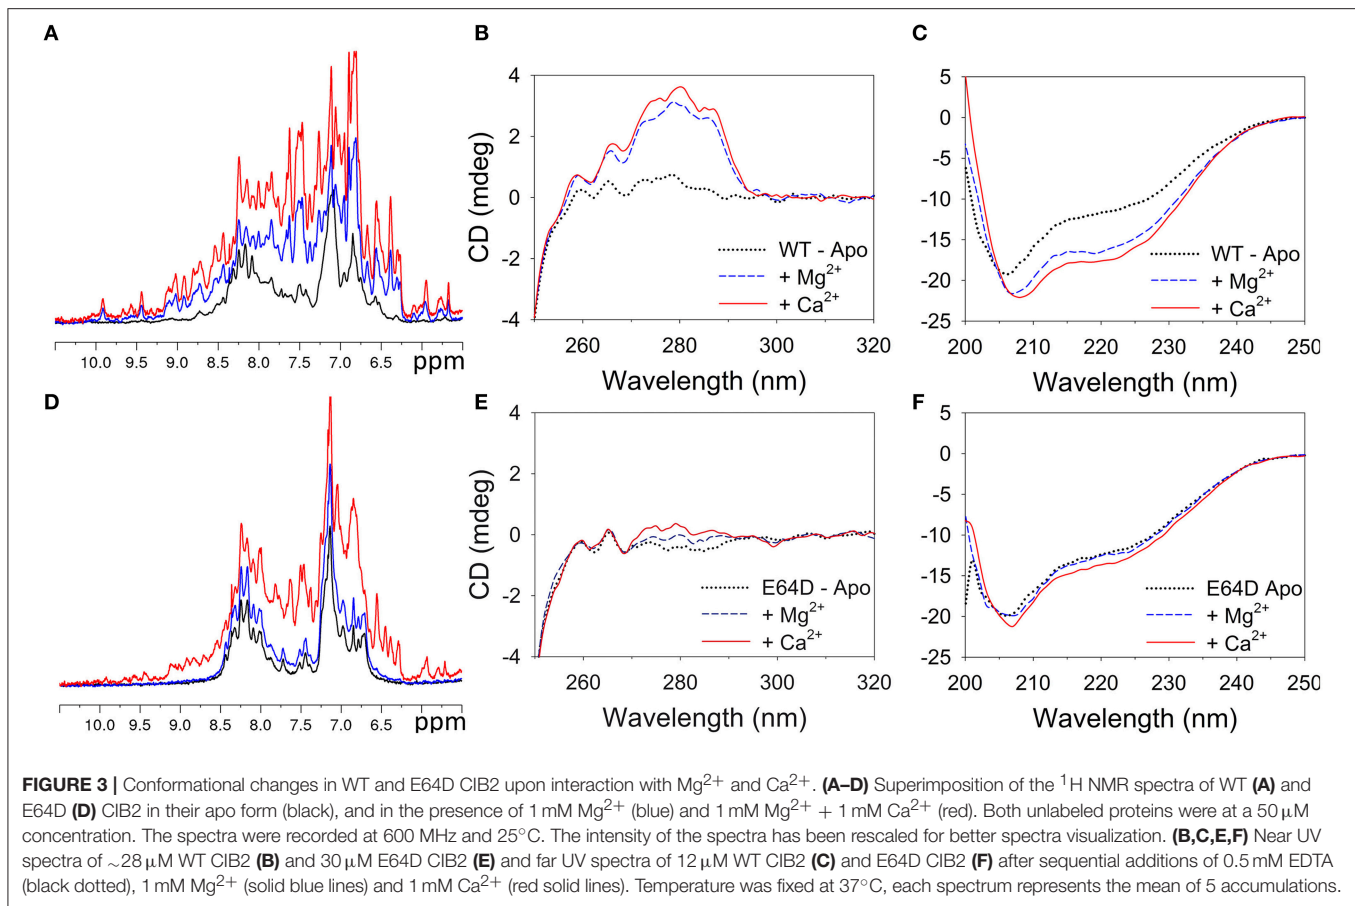 A
B
C
10.0 9.5 9.0 8.5 8.0 7.5 7.0 6.5 ppm
4
2
0
-2
-4
CD (mdeg)
WT - Apo
+ Mg2+
+ Ca2+
260 280 300 320
Wavelength (nm)
5
0
-5
-10
-15
-20
-25
WT - Apo
+ Mg2+
+ Ca2+
200 210 220 230 240 250
Wavelength (nm)
D
E
F
10.0 9.5 9.0 8.5 8.0 7.5 7.0 6.5 ppm
4
2
0
-2
-4
CD (mdeg)
E64D - Apo
+ Mg2+
+ Ca2+
260 280 300 320
Wavelength (nm)
5
0
-5
-10
-15
-20
-25
E64D Apo
+ Mg2+
+ Ca2+
200 210 220 230 240 250
Wavelength (nm)
FIGURE 3 | Conformational changes in WT and E64D CIB2 upon interaction with Mg2+ and Ca2+. (A–D) Superimposition of the 1H NMR spectra of WT (A) and
E64D (D) CIB2 in their apo form (black), and in the presence of 1 mM Mg2+ (blue) and 1 mM Mg2+ + 1 mM Ca2+ (red). Both unlabeled proteins were at a 50 μM
concentration. The spectra were recorded at 600 MHz and 25°C. The intensity of the spectra has been rescaled for better spectra visualization. (B,C,E,F) Near UV
spectra of ∼28 μM WT CIB2 (B) and 30 μM E64D CIB2 (E) and far UV spectra of 12 μM WT CIB2 (C) and E64D CIB2 (F) after sequential additions of 0.5 mM EDTA
(black dotted), 1 mM Mg2+ (solid blue lines) and 1 mM Ca2+ (red solid lines). Temperature was fixed at 37°C, each spectrum represents the mean of 5 accumulations.